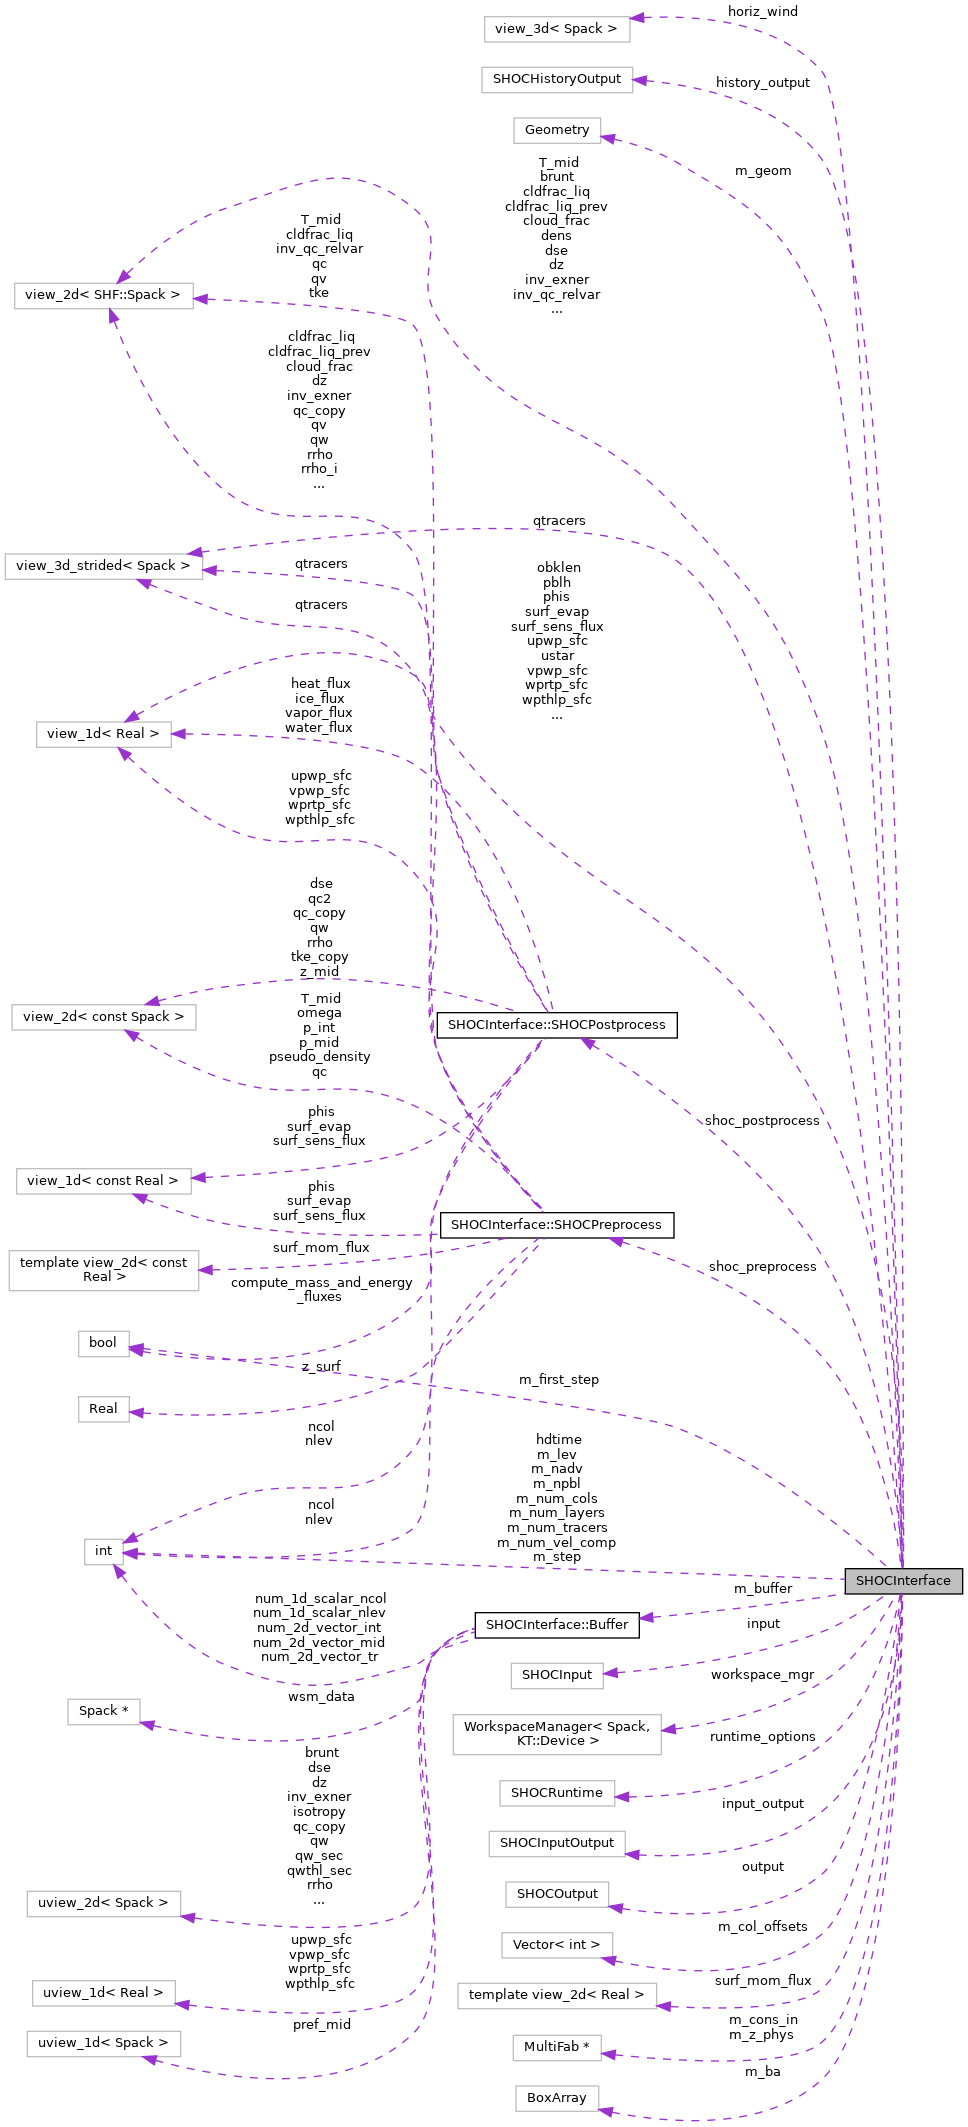 horiz_wind
view_3d< Spack >
SHOCHistoryOutput
history_output
Geometry
m_geom
T_mid
brunt
cldfrac_liq
cldfrac_liq_prev
cloud_frac
dens
dse
dz
inv_exner
inv_qc_relvar
...
T_mid
cldfrac_liq
inv_qc_relvar
qc
qv
tke
view_2d< SHF::Spack >
cldfrac_liq
cldfrac_liq_prev
cloud_frac
dz
inv_exner
qc_copy
qv
qw
rrho
rrho_i
...
qtracers
view_3d_strided< Spack >
qtracers
qtracers
obklen
pblh
phis
surf_evap
surf_sens_flux
upwp_sfc
ustar
vpwp_sfc
wprtp_sfc
wpthlp_sfc
...
heat_flux
ice_flux
vapor_flux
water_flux
view_1d< Real >
upwp_sfc
vpwp_sfc
wprtp_sfc
wpthlp_sfc
dse
qc2
qc_copy
qw
rrho
tke_copy
z_mid
view_2d< const Spack >
SHOCInterface::SHOCPostprocess
T_mid
omega
p_int
p_mid
pseudo_density
qc
shoc_postprocess
phis
surf_evap
surf_sens_flux
view_1d< const Real >
phis
surf_evap
surf_sens_flux
SHOCInterface::SHOCPreprocess
surf_mom_flux
template view_2d< const
Real >
shoc_preprocess
compute_mass_and_energy
_fluxes
bool
z_surf
m_first_step
Real
ncol
nlev
hdtime
m_lev
m_nadv
m_npbl
m_num_cols
m_num_layers
m_num_tracers
m_num_vel_comp
m_step
ncol
nlev
int
SHOCInterface
m_buffer
num_1d_scalar_ncol
num_1d_scalar_nlev
num_2d_vector_int
num_2d_vector_mid
num_2d_vector_tr
SHOCInterface::Buffer
input
SHOCInput
workspace_mgr
wsm_data
Spack *
WorkspaceManager< Spack,
KT::Device >
runtime_options
brunt
dse
dz
inv_exner
isotropy
qc_copy
qw
qw_sec
qwthl_sec
rrho
...
SHOCRuntime
input_output
SHOCInputOutput
output
SHOCOutput
uview_2d< Spack >
m_col_offsets
Vector< int >
upwp_sfc
vpwp_sfc
wprtp_sfc
wpthlp_sfc
surf_mom_flux
uview_1d< Real >
template view_2d< Real >
pref_mid
m_cons_in
m_z_phys
uview_1d< Spack >
MultiFab *
m_ba
BoxArray